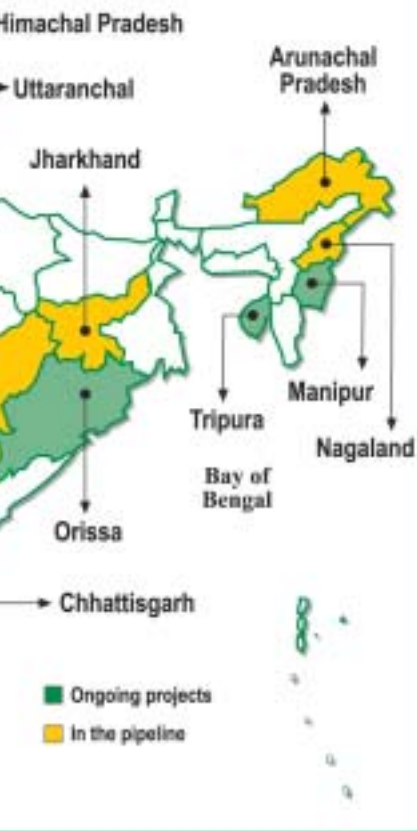 Himachal Pradesh
Arunachal
Pradesh
Uttaranchal
Jharkhand
Manipur
Tripura
Nagaland
Bay of
Bengal
Orissa
Chhattisgarh
Ongoing projects
In the pipeline